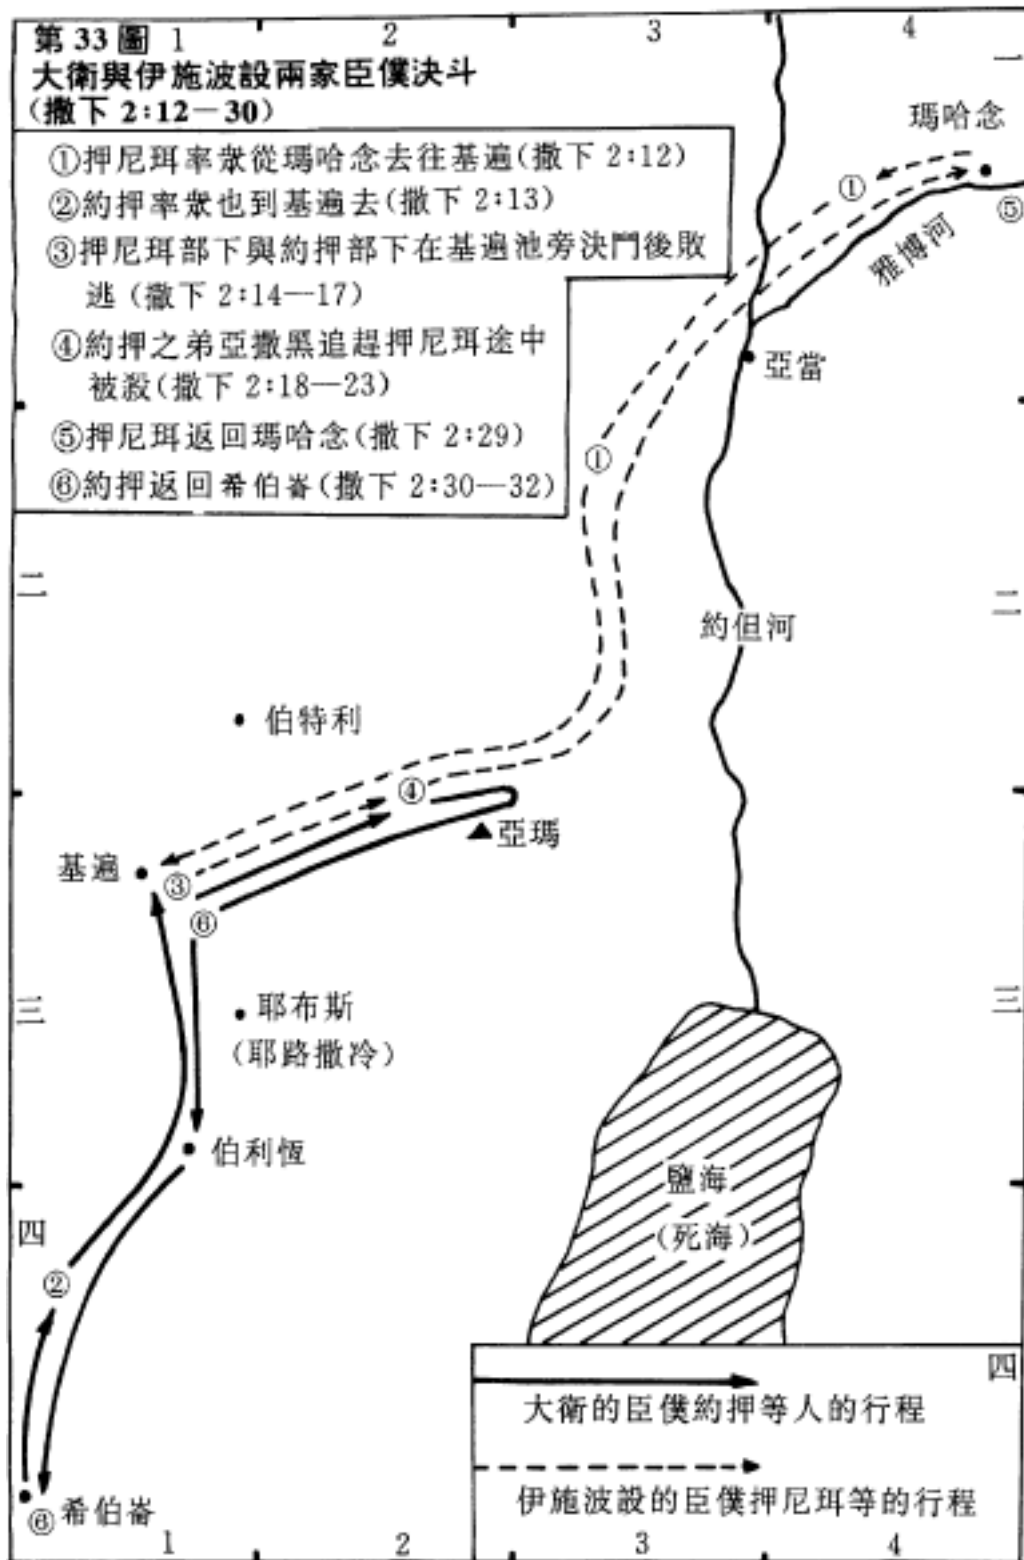 1 2 3 4
第 33 圖
大衛與伊施波設兩家臣僕決斗
(撒下 2:12－30)
①押尼珥率衆從瑪哈念去往基遍(撒下 2:12)
②約押率衆也到基遍去(撒下 2:13)
③押尼珥部下與約押部下在基遍池旁決鬥後敗
逃 (撒下 2:14—17)
④約押之弟亞撒黑追趕押尼珥途中
被殺(撒下 2:18—23)
⑤押尼珥返回瑪哈念(撒下 2:29)
⑥約押返回希伯崙(撒下 2:30—32)
一
瑪哈念
①
⑤
雅博河
亞當
①
二
二
約但河
伯特利
④
亞瑪
基遍
③
⑥
三
三
耶布斯
(耶路撒冷)
伯利恆
鹽海
(死海)
四
②
四
大衛的臣僕約押等人的行程
伊施波設的臣僕押尼珥等的行程
⑥
希伯崙
1 2 3 4